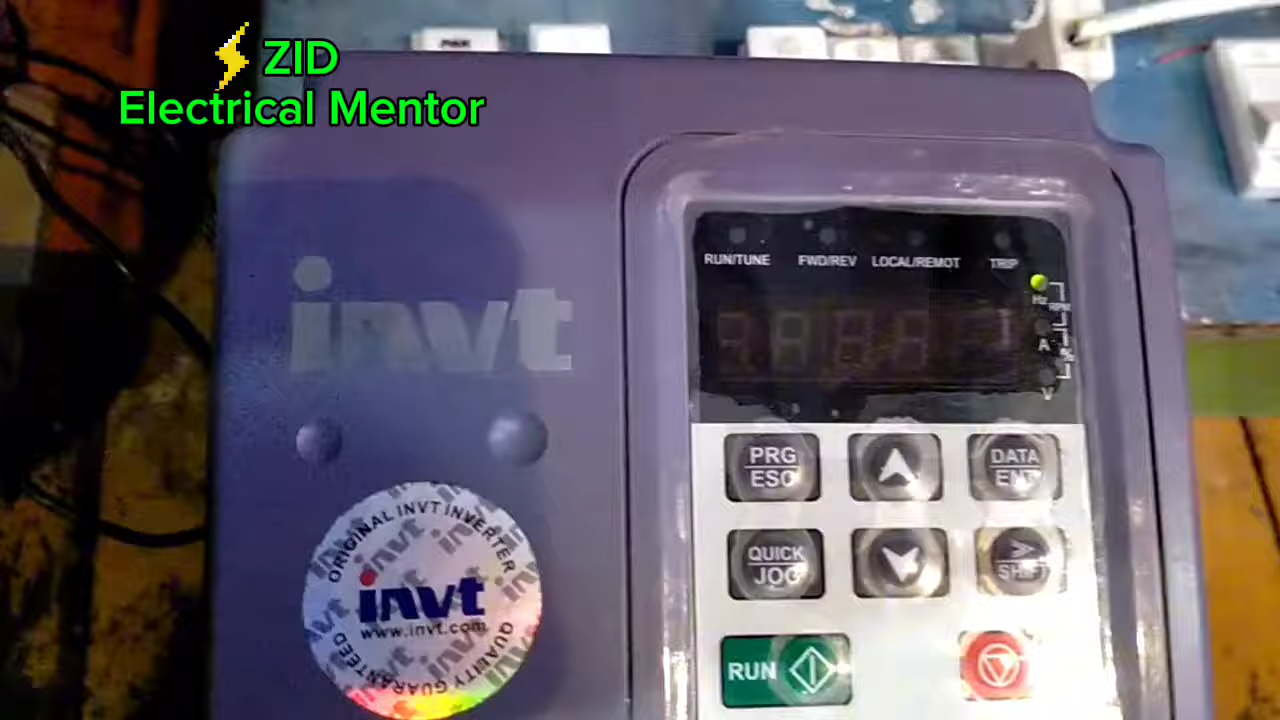 ⚡ ZID
Electrical Mentor
invt
RUN/TUNE FWD/REV LOCAL/REMOT TRIP
Hz
RPM
A
%
V
PRG
ESC
DATA
ENT
QUICK
JOG
SHIFT
RUN
ORIGINAL INVT INVERTER
invt
www.invt.com
QUALITY GUARANTEED